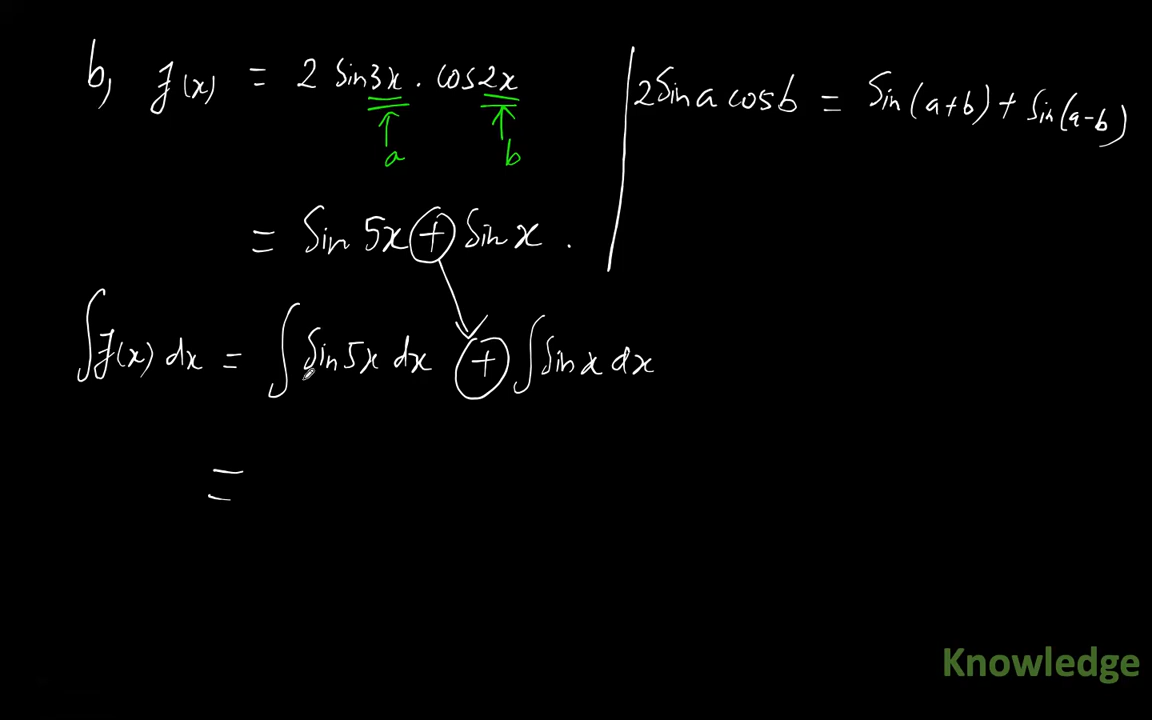 b, f(x) = 2 sin3x . cos2x
2sin a cos b = sin(a+b) + sin(a-b)
a b
= sin 5x + sin x .
∫f(x) dx = ∫sin 5x dx + ∫sin x dx
=
Knowledge